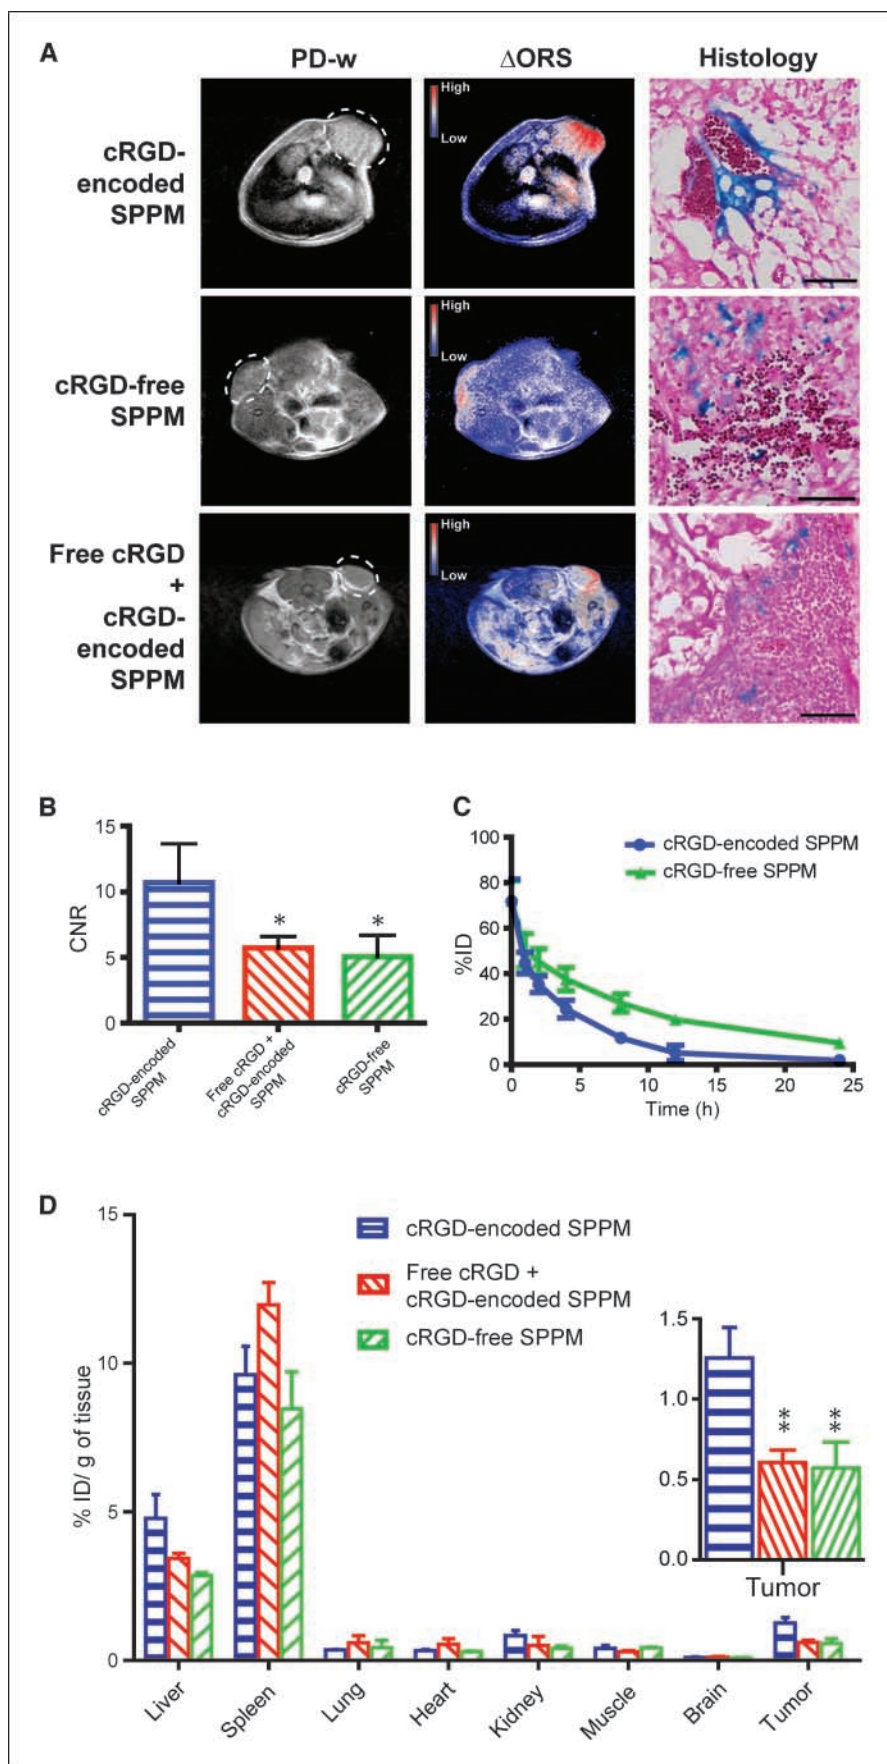 A
PD-w
ΔORS
Histology
cRGD-
encoded
SPPM
High
Low
cRGD-free
SPPM
High
Low
Free cRGD
+
cRGD-
encoded
SPPM
High
Low
B
15
10
5
0
CNR
*
*
cRGD-encoded
SPPM
Free cRGD +
cRGD-encoded
SPPM
cRGD-free
SPPM
C
100
80
60
40
20
0
%ID
cRGD-encoded SPPM
cRGD-free SPPM
0 5 10 15 20 25
Time (h)
D
15
10
5
0
% ID/ g of tissue
cRGD-encoded SPPM
Free cRGD +
cRGD-encoded SPPM
cRGD-free SPPM
1.5
1.0
0.5
0.0
** **
Tumor
Liver Spleen Lung Heart Kidney Muscle Brain Tumor